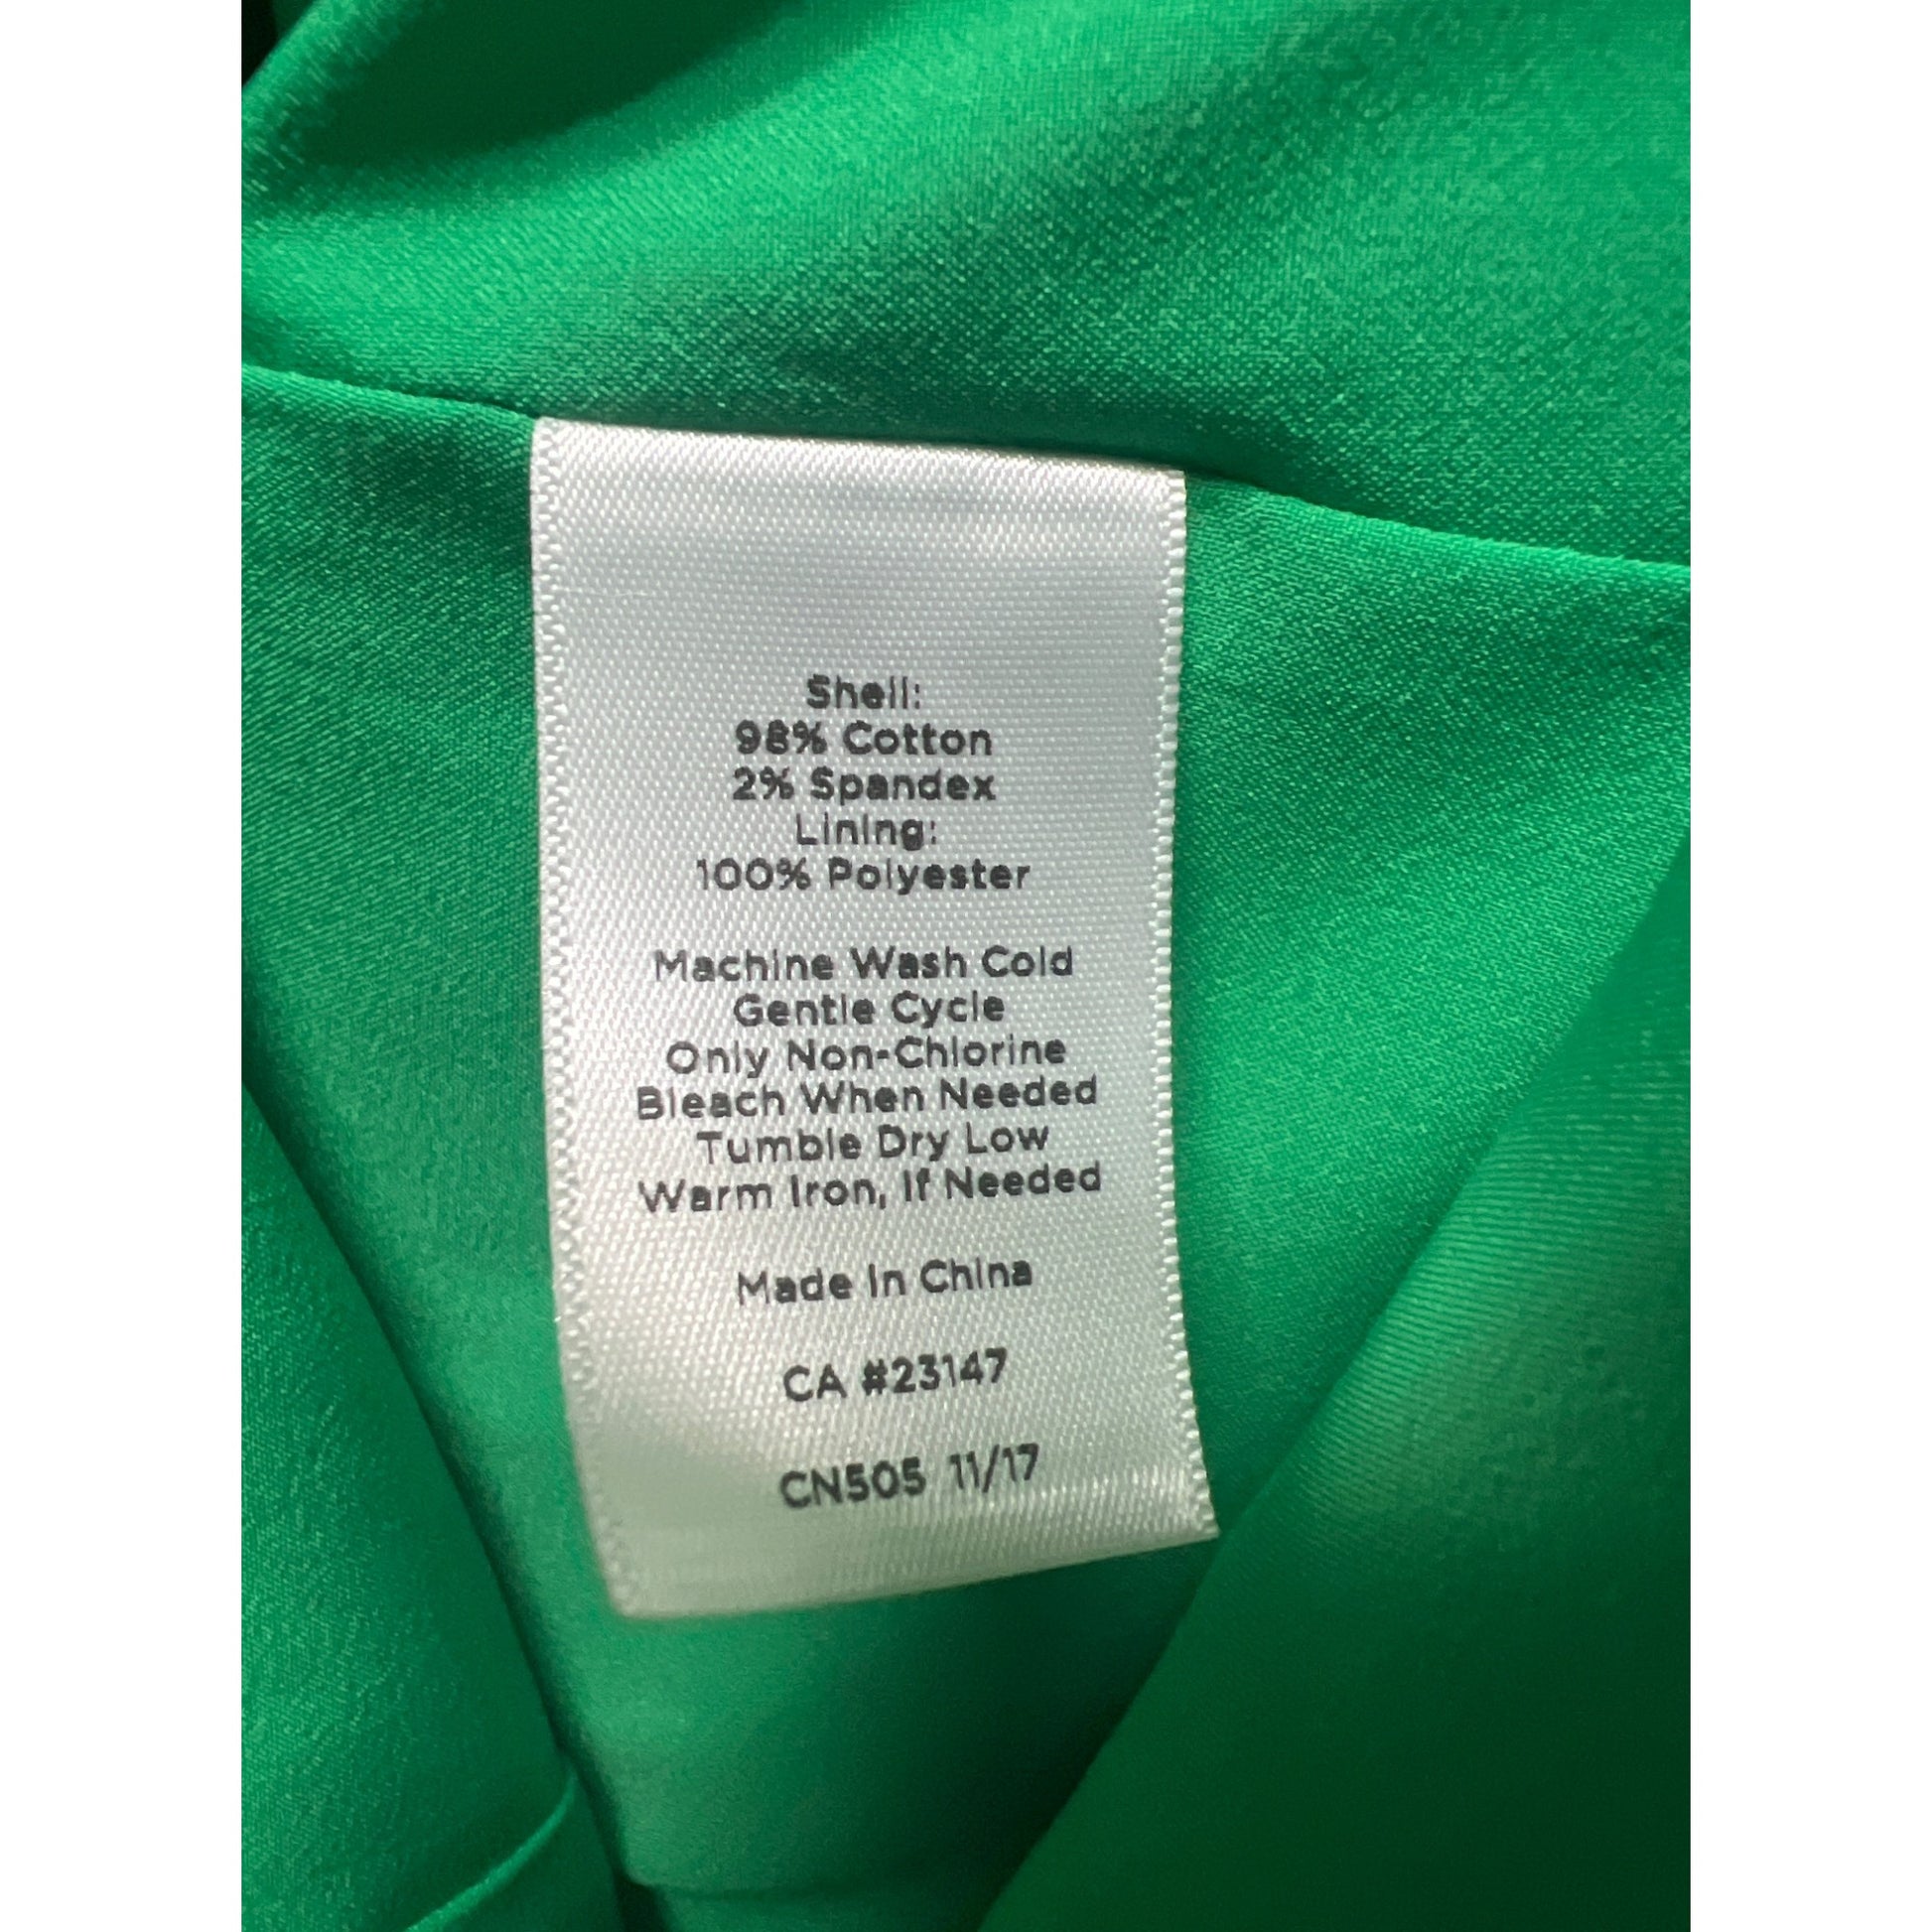 Shell:
98% Cotton
2% Spandex
Lining:
100% Polyester
Machine Wash Cold
Gentle Cycle
Only Non-Chlorine
Bleach When Needed
Tumble Dry Low
Warm Iron, If Needed
Made In China
CA #23147
CN505 11/17